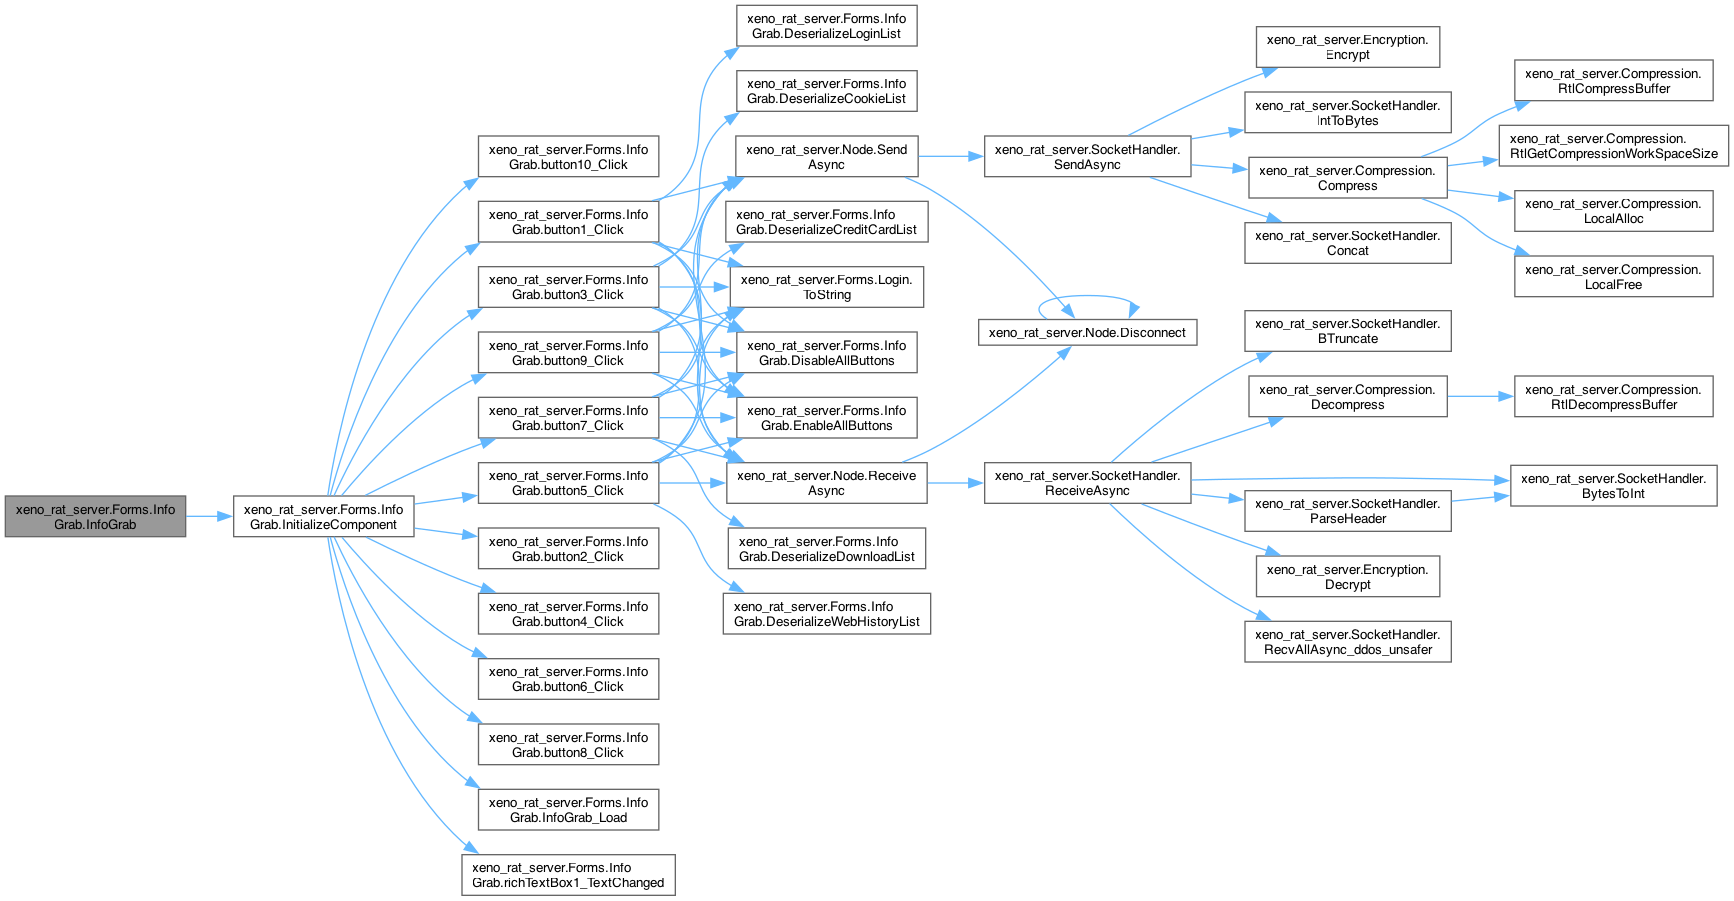 xeno_rat_server.Forms.Info
Grab.InfoGrab
xeno_rat_server.Forms.Info
Grab.InitializeComponent
xeno_rat_server.Forms.Info
Grab.button10_Click
xeno_rat_server.Forms.Info
Grab.button1_Click
xeno_rat_server.Forms.Info
Grab.button3_Click
xeno_rat_server.Forms.Info
Grab.button9_Click
xeno_rat_server.Forms.Info
Grab.button7_Click
xeno_rat_server.Forms.Info
Grab.button5_Click
xeno_rat_server.Forms.Info
Grab.button2_Click
xeno_rat_server.Forms.Info
Grab.button4_Click
xeno_rat_server.Forms.Info
Grab.button6_Click
xeno_rat_server.Forms.Info
Grab.button8_Click
xeno_rat_server.Forms.Info
Grab.InfoGrab_Load
xeno_rat_server.Forms.Info
Grab.richTextBox1_TextChanged
xeno_rat_server.Forms.Info
Grab.DeserializeLoginList
xeno_rat_server.Forms.Info
Grab.DeserializeCookieList
xeno_rat_server.Node.Send
Async
xeno_rat_server.Forms.Info
Grab.DeserializeCreditCardList
xeno_rat_server.Forms.Login.
ToString
xeno_rat_server.Forms.Info
Grab.DisableAllButtons
xeno_rat_server.Forms.Info
Grab.EnableAllButtons
xeno_rat_server.Node.Receive
Async
xeno_rat_server.Forms.Info
Grab.DeserializeDownloadList
xeno_rat_server.Forms.Info
Grab.DeserializeWebHistoryList
xeno_rat_server.SocketHandler.
SendAsync
xeno_rat_server.Node.Disconnect
xeno_rat_server.SocketHandler.
ReceiveAsync
xeno_rat_server.Encryption.
Encrypt
xeno_rat_server.SocketHandler.
IntToBytes
xeno_rat_server.Compression.
Compress
xeno_rat_server.SocketHandler.
Concat
xeno_rat_server.SocketHandler.
BTruncate
xeno_rat_server.Compression.
Decompress
xeno_rat_server.SocketHandler.
ParseHeader
xeno_rat_server.Encryption.
Decrypt
xeno_rat_server.SocketHandler.
RecvAllAsync_ddos_unsafer
xeno_rat_server.Compression.
RtlCompressBuffer
xeno_rat_server.Compression.
RtlGetCompressionWorkSpaceSize
xeno_rat_server.Compression.
LocalAlloc
xeno_rat_server.Compression.
LocalFree
xeno_rat_server.Compression.
RtlDecompressBuffer
xeno_rat_server.SocketHandler.
BytesToInt